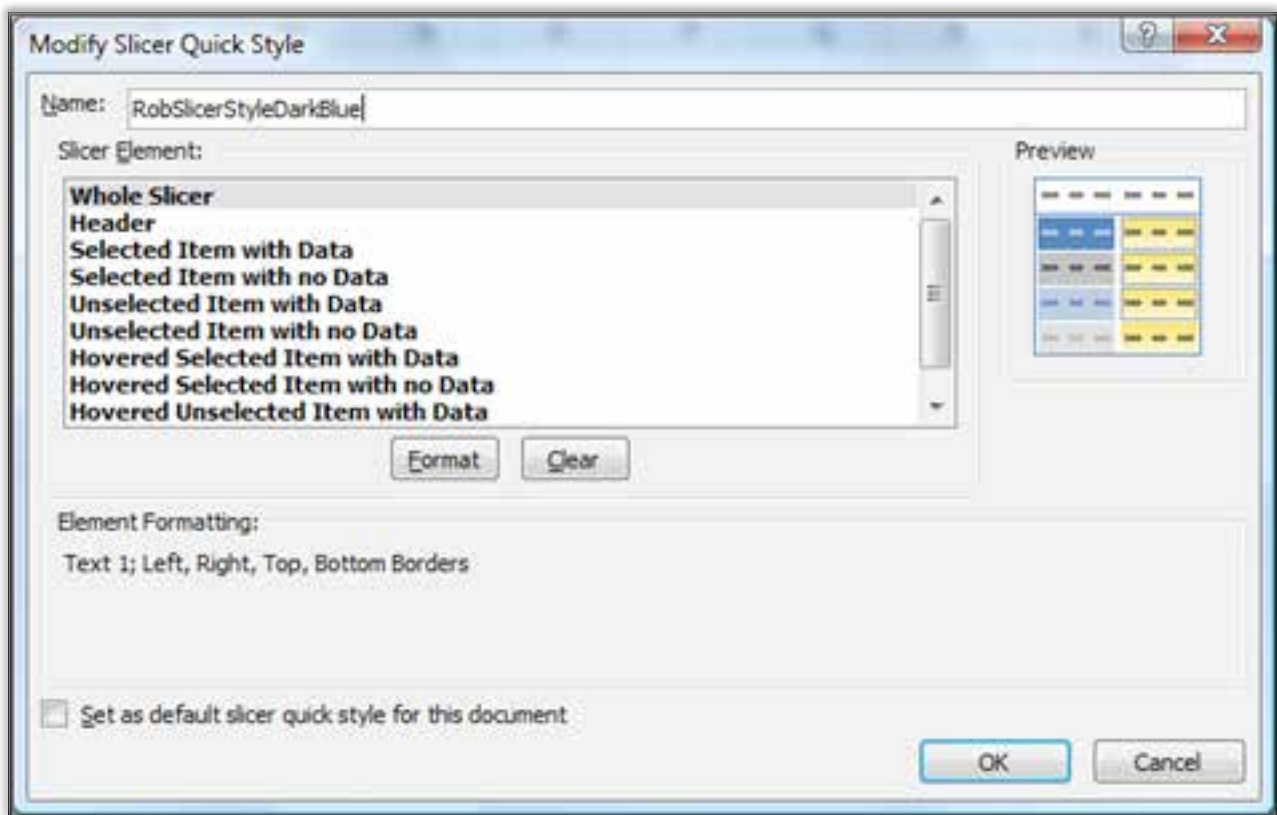 Modify Slicer Quick Style
Name: RobSlicerStyleDarkBlue
Slicer Element:
Preview
Whole Slicer
Header
Selected Item with Data
Selected Item with no Data
Unselected Item with Data
Unselected Item with no Data
Hovered Selected Item with Data
Hovered Selected Item with no Data
Hovered Unselected Item with Data
Format Clear
Element Formatting:
Text 1; Left, Right, Top, Bottom Borders
Set as default slicer quick style for this document
OK Cancel